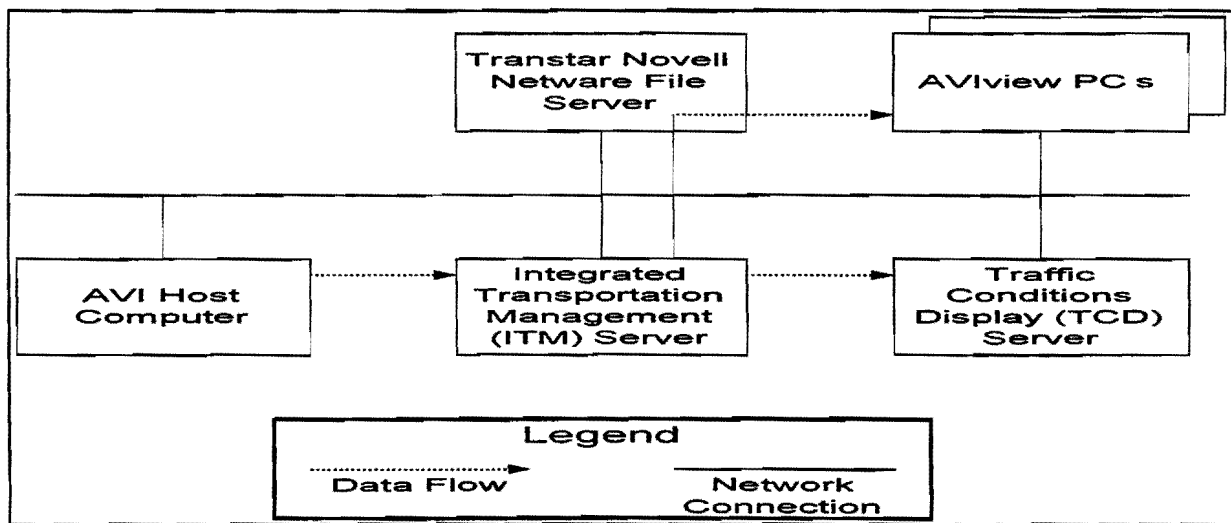 Transtar Novell
Netware File
Server
AVIview PC s
AVI Host
Computer
Integrated
Transportation
Management
(ITM) Server
Traffic
Conditions
Display (TCD)
Server
Legend
Data Flow
Network
Connection